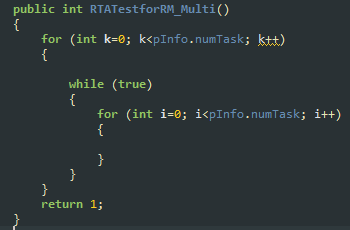 public int RTATestforRM_Multi()
{
for (int k=0; k<pInfo.numTask; k++)
{
while (true)
{
for (int i=0; i<pInfo.numTask; i++)
{
}
}
}
return 1;
}